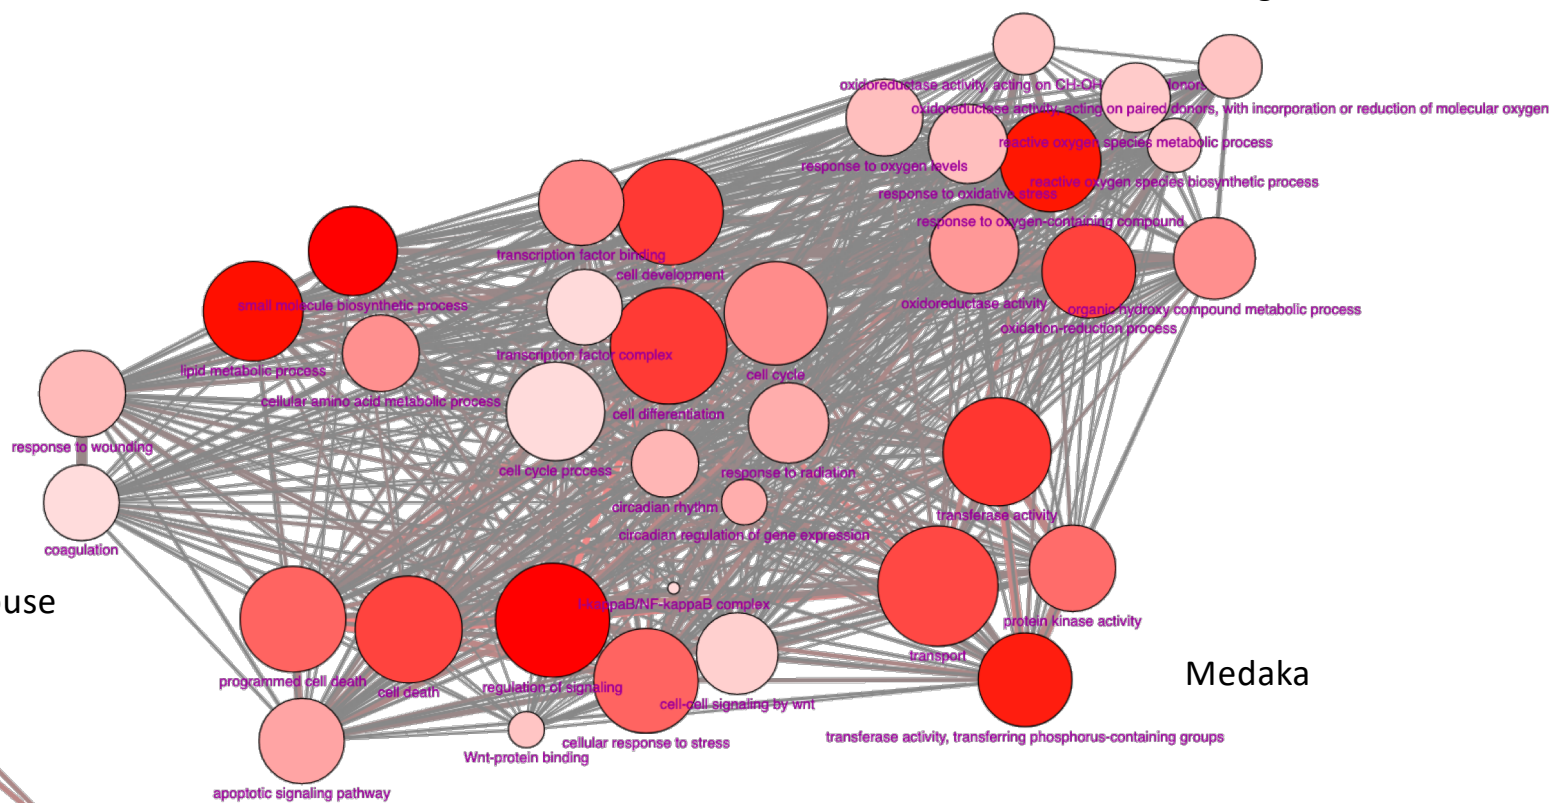 oxidoreductase activity, acting on CH-OH
donors
oxidoreductase activity, acting on paired donors, with incorporation or reduction of molecular oxygen
reactive oxygen species metabolic process
response to oxygen levels
reactive oxygen species biosynthetic process
response to oxidative stress
response to oxygen-containing compound
transcription factor binding
cell development
small molecule biosynthetic process
oxidoreductase activity
organic hydroxy compound metabolic process
oxidation-reduction process
transcription factor complex
lipid metabolic process
cell cycle
cellular amino acid metabolic process
cell differentiation
response to wounding
cell cycle process
response to radiation
circadian rhythm
transferase activity
circadian regulation of gene expression
coagulation
ouse
I-kappaB/NF-kappaB complex
protein kinase activity
transport
Medaka
programmed cell death
cell death
regulation of signaling
cell-cell signaling by wnt
transferase activity, transferring phosphorus-containing groups
cellular response to stress
Wnt-protein binding
apoptotic signaling pathway